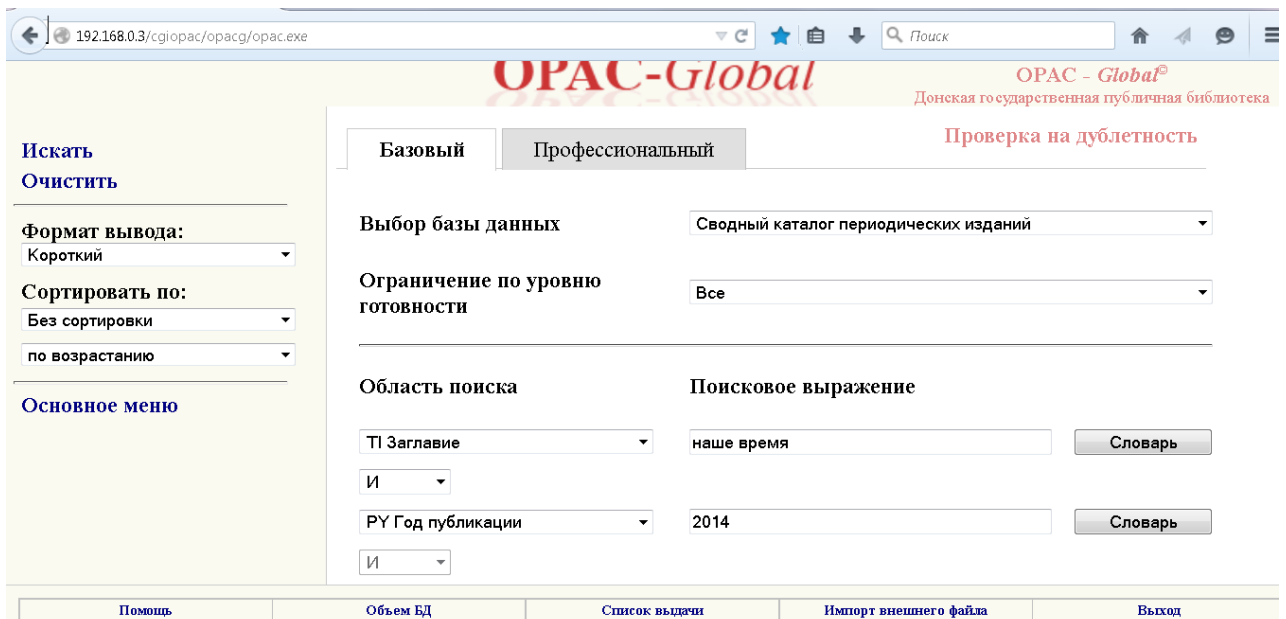 192.168.0.3/cgiopac/opacg/opac.exe
Поиск
OPAC-Global
OPAC - Global©
Донская государственная публичная библиотека
Искать
Очистить
Формат вывода:
Короткий
Сортировать по:
Без сортировки
по возрастанию
Основное меню
Базовый
Профессиональный
Проверка на дублетность
Выбор базы данных
Сводный каталог периодических изданий
Ограничение по уровню
готовности
Все
Область поиска
Поисковое выражение
TI Заглавие
наше время
Словарь
И
PY Год публикации
2014
Словарь
И
Помощь
Объем БД
Список выдачи
Импорт внешнего файла
Выход